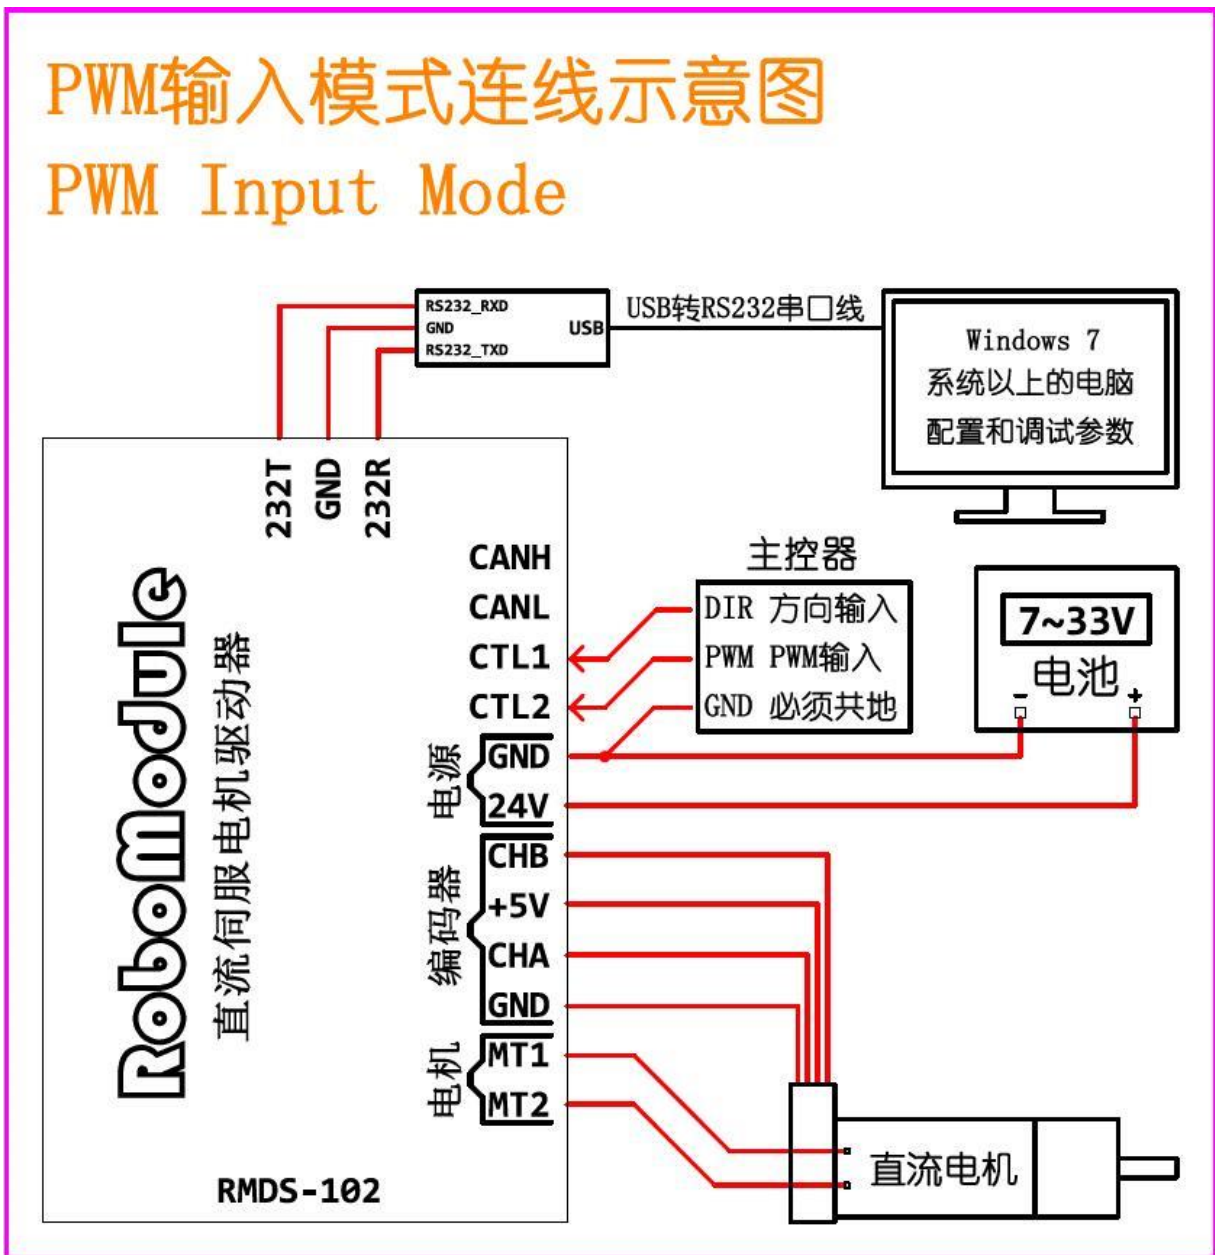 PWM输入模式连线示意图
PWM Input Mode
RS232_RXD
GND
RS232_TXD
USB
USB转RS232串口线
Windows 7
系统以上的电脑
配置和调试参数
232T
GND
232R
CANH
CANL
CTL1
CTL2
主控器
DIR 方向输入
PWM PWM输入
GND 必须共地
7~33V
电池
- +
RoboModule
直流伺服电机驱动器
电源
GND
24V
编码器
CHB
+5V
CHA
GND
电机
MT1
MT2
直流电机
RMDS-102